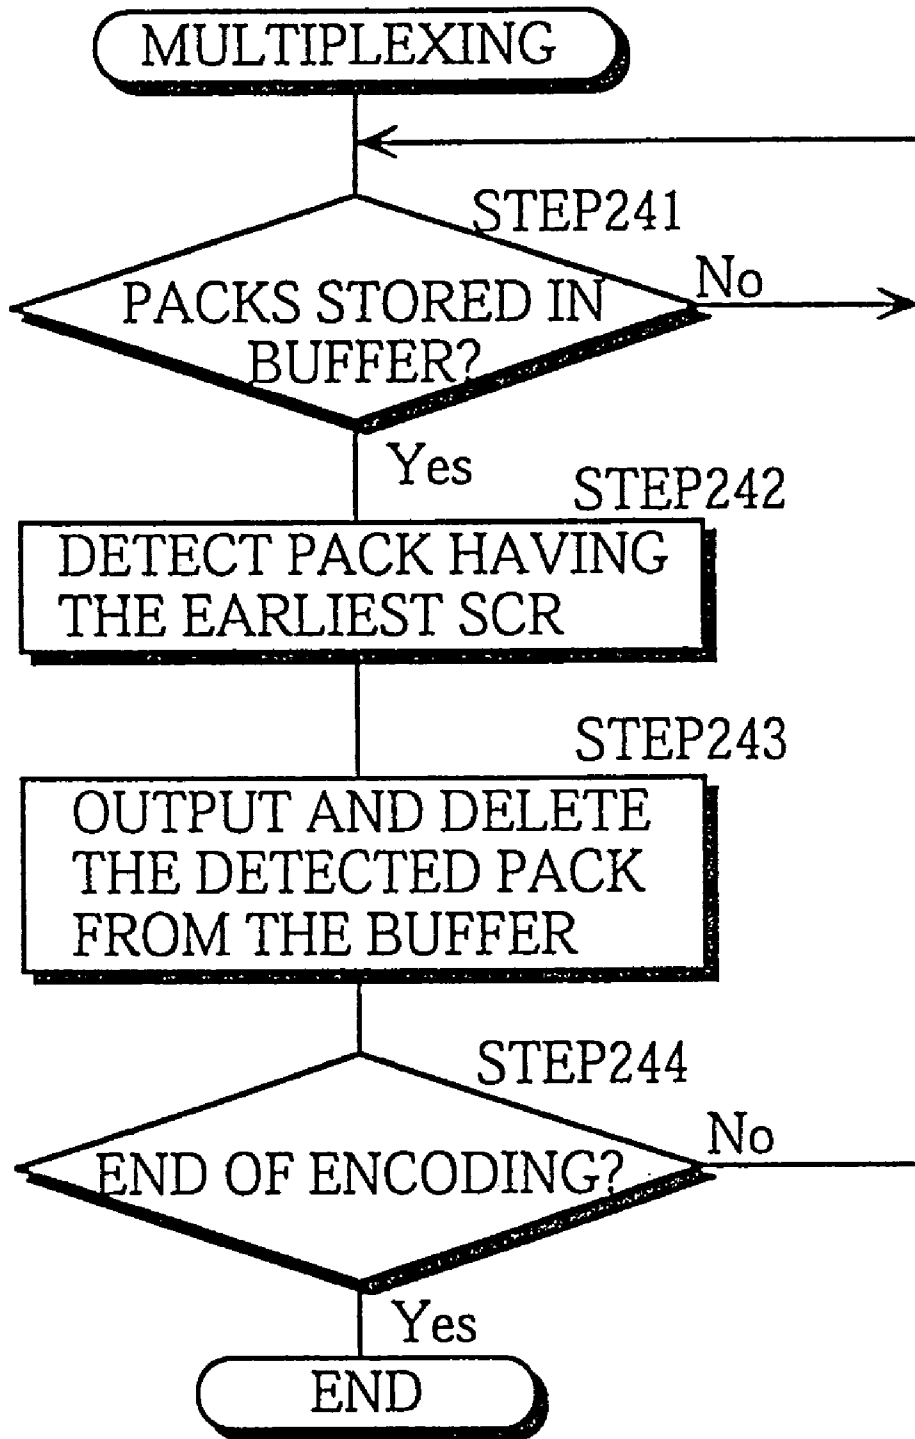 MULTIPLEXING
STEP241
PACKS STORED IN
BUFFER?
No
Yes
STEP242
DETECT PACK HAVING
THE EARLIEST SCR
STEP243
OUTPUT AND DELETE
THE DETECTED PACK
FROM THE BUFFER
STEP244
END OF ENCODING?
No
Yes
END